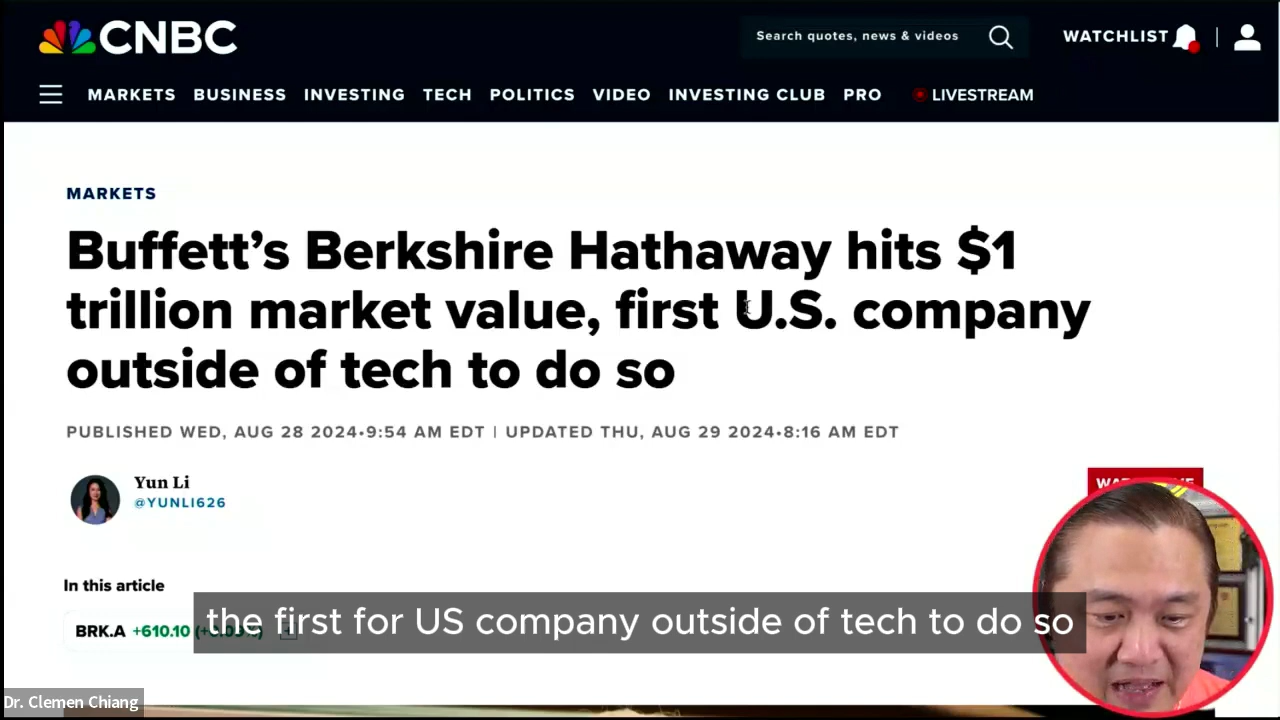 CNBC
Search quotes, news & videos
WATCHLIST
MARKETS BUSINESS INVESTING TECH POLITICS VIDEO INVESTING CLUB PRO LIVESTREAM
MARKETS
Buffett's Berkshire Hathaway hits $1
trillion market value, first U.S. company
outside of tech to do so
PUBLISHED WED, AUG 28 2024•9:54 AM EDT | UPDATED THU, AUG 29 2024•8:16 AM EDT
Yun Li
@YUNLI626
In this article
BRK.A +610.10
the first for US company outside of tech to do so
Dr. Clemen Chiang